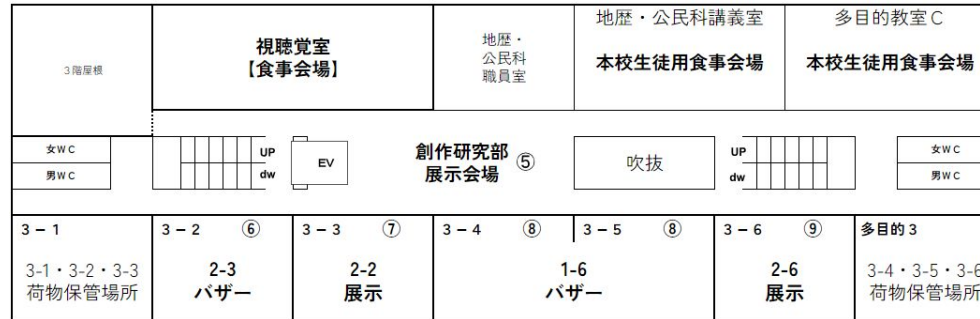 地歴・公民科講義室
多目的教室C
視聴覚室
【食事会場】
地歴・
公民科
職員室
本校生徒用食事会場
本校生徒用食事会場
3階屋根
女WC
男WC
UP
dw
EV
創作研究部
展示会場
⑤
吹抜
UP
dw
女WC
男WC
3-1
3-1・3-2・3-3
荷物保管場所
3-2 ⑥
2-3
バザー
3-3 ⑦
2-2
展示
3-4 ⑧
3-5 ⑧
1-6
バザー
3-6 ⑨
2-6
展示
多目的3
3-4・3-5・3-6
荷物保管場所